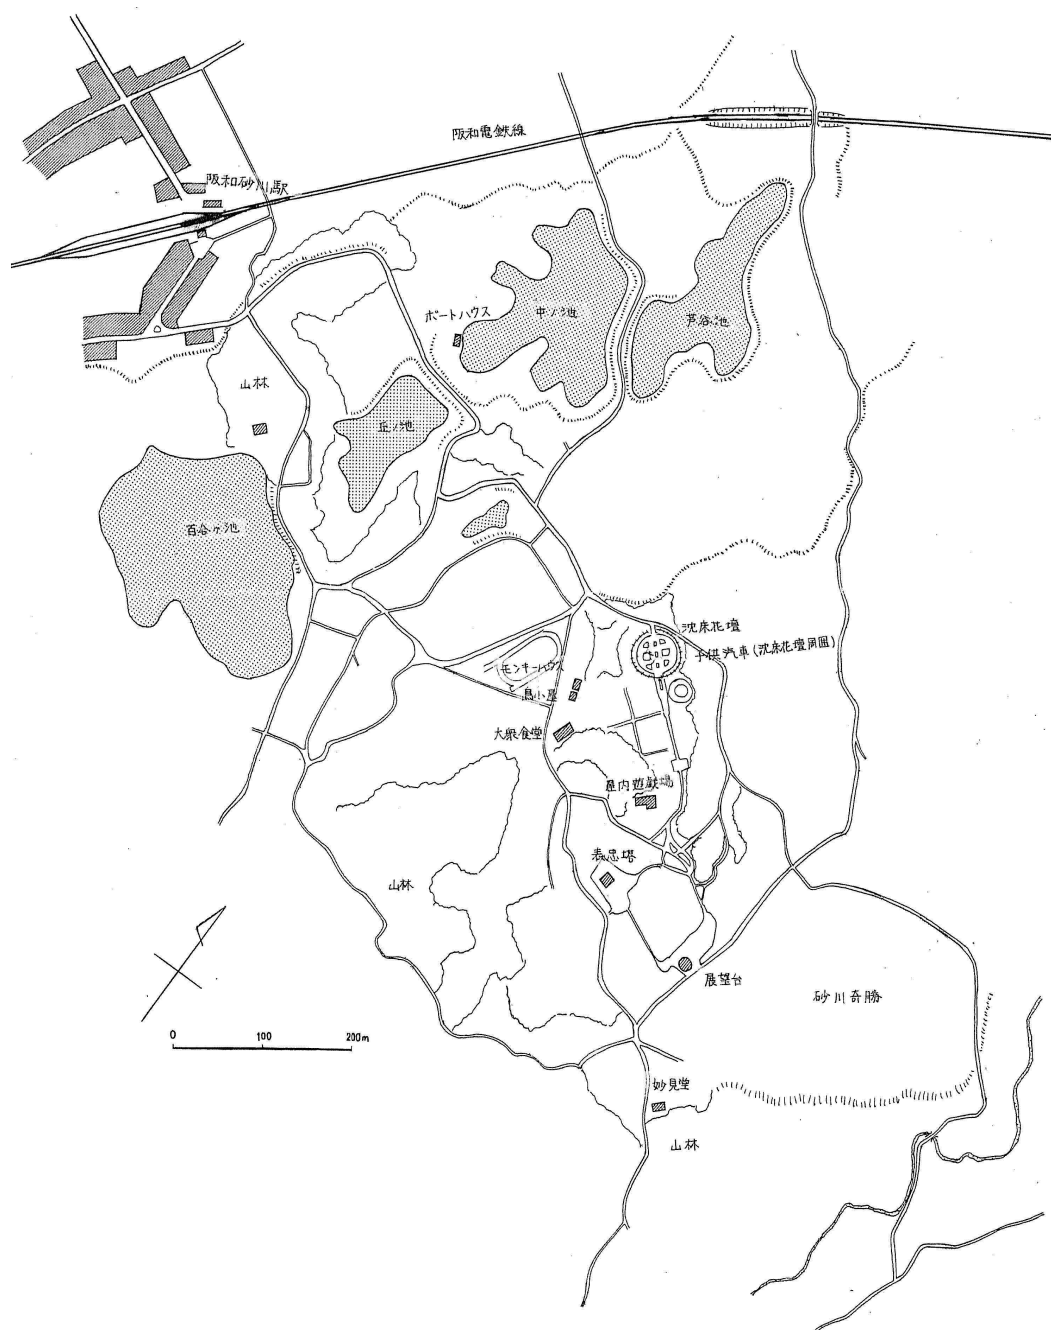 阪和電鉄線
阪和砂川駅
ボートハウス
中ノ池
芦谷池
山林
丘ノ池
百谷ヶ池
沈床花壇
子供汽車(沈床花壇周囲)
モンキーハウス
鳥小屋
大衆食堂
屋内遊戯場
表忠塔
山林
展望台
砂川奇勝
0 100 200m
妙見堂
山林